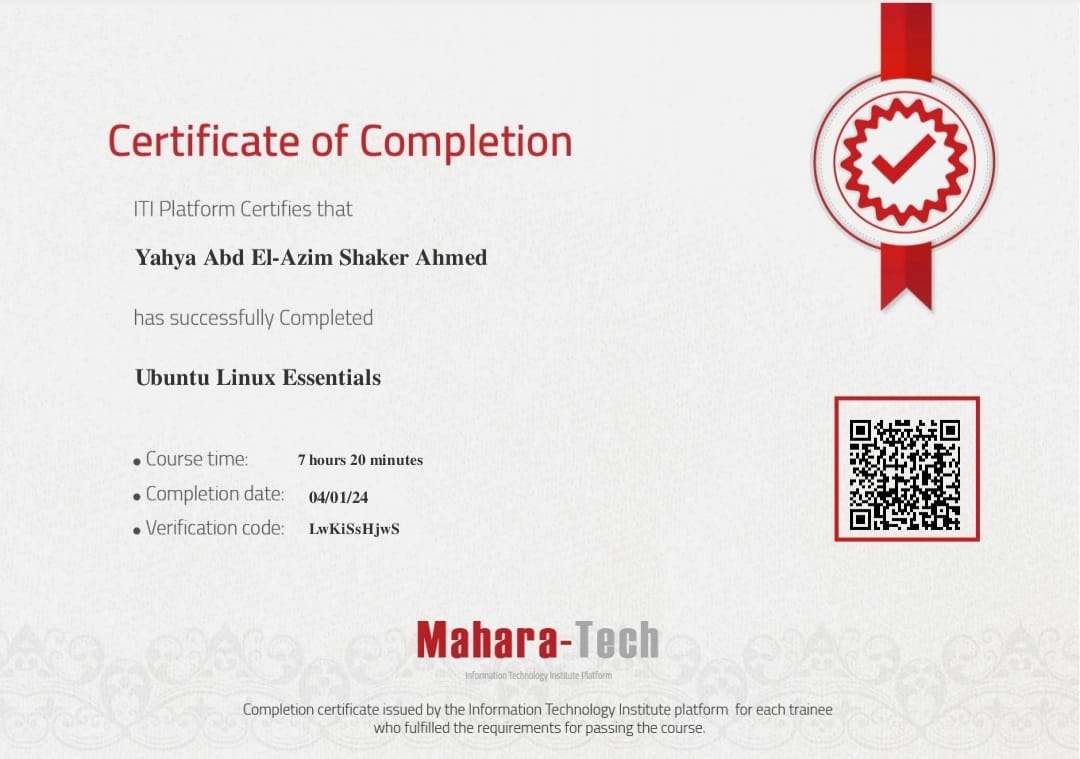 Certificate of Completion
ITI Platform Certifies that
Yahya Abd El-Azim Shaker Ahmed
has successfully Completed
Ubuntu Linux Essentials
• Course time: 7 hours 20 minutes
• Completion date: 04/01/24
• Verification code: LwKiSsHjwS
Mahara-Tech
Information Technology Institute Platform
Completion certificate issued by the Information Technology Institute platform for each trainee
who fulfilled the requirements for passing the course.